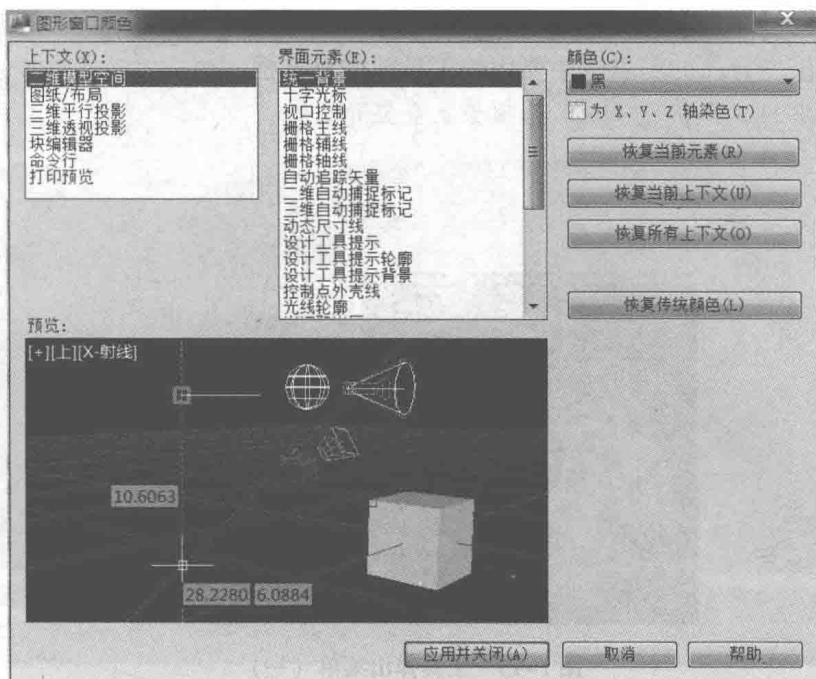 图形窗口颜色
上下文(X):
二维模型空间
图纸/布局
三维平行投影
三维透视投影
块编辑器
命令行
打印预览
界面元素(E):
统一背景
十字光标
视口控制
栅格主线
栅格辅线
栅格轴线
自动追踪矢量
二维自动捕捉标记
三维自动捕捉标记
动态尺寸线
设计工具提示
设计工具提示轮廓
设计工具提示背景
控制点外壳线
光线轮廓
颜色(C):
黑
为 X、Y、Z 轴染色(T)
恢复当前元素(R)
恢复当前上下文(U)
恢复所有上下文(O)
恢复传统颜色(L)
预览:
[+][上][X-射线]
10.6063
28.2280 6.0884
应用并关闭(A)
取消
帮助